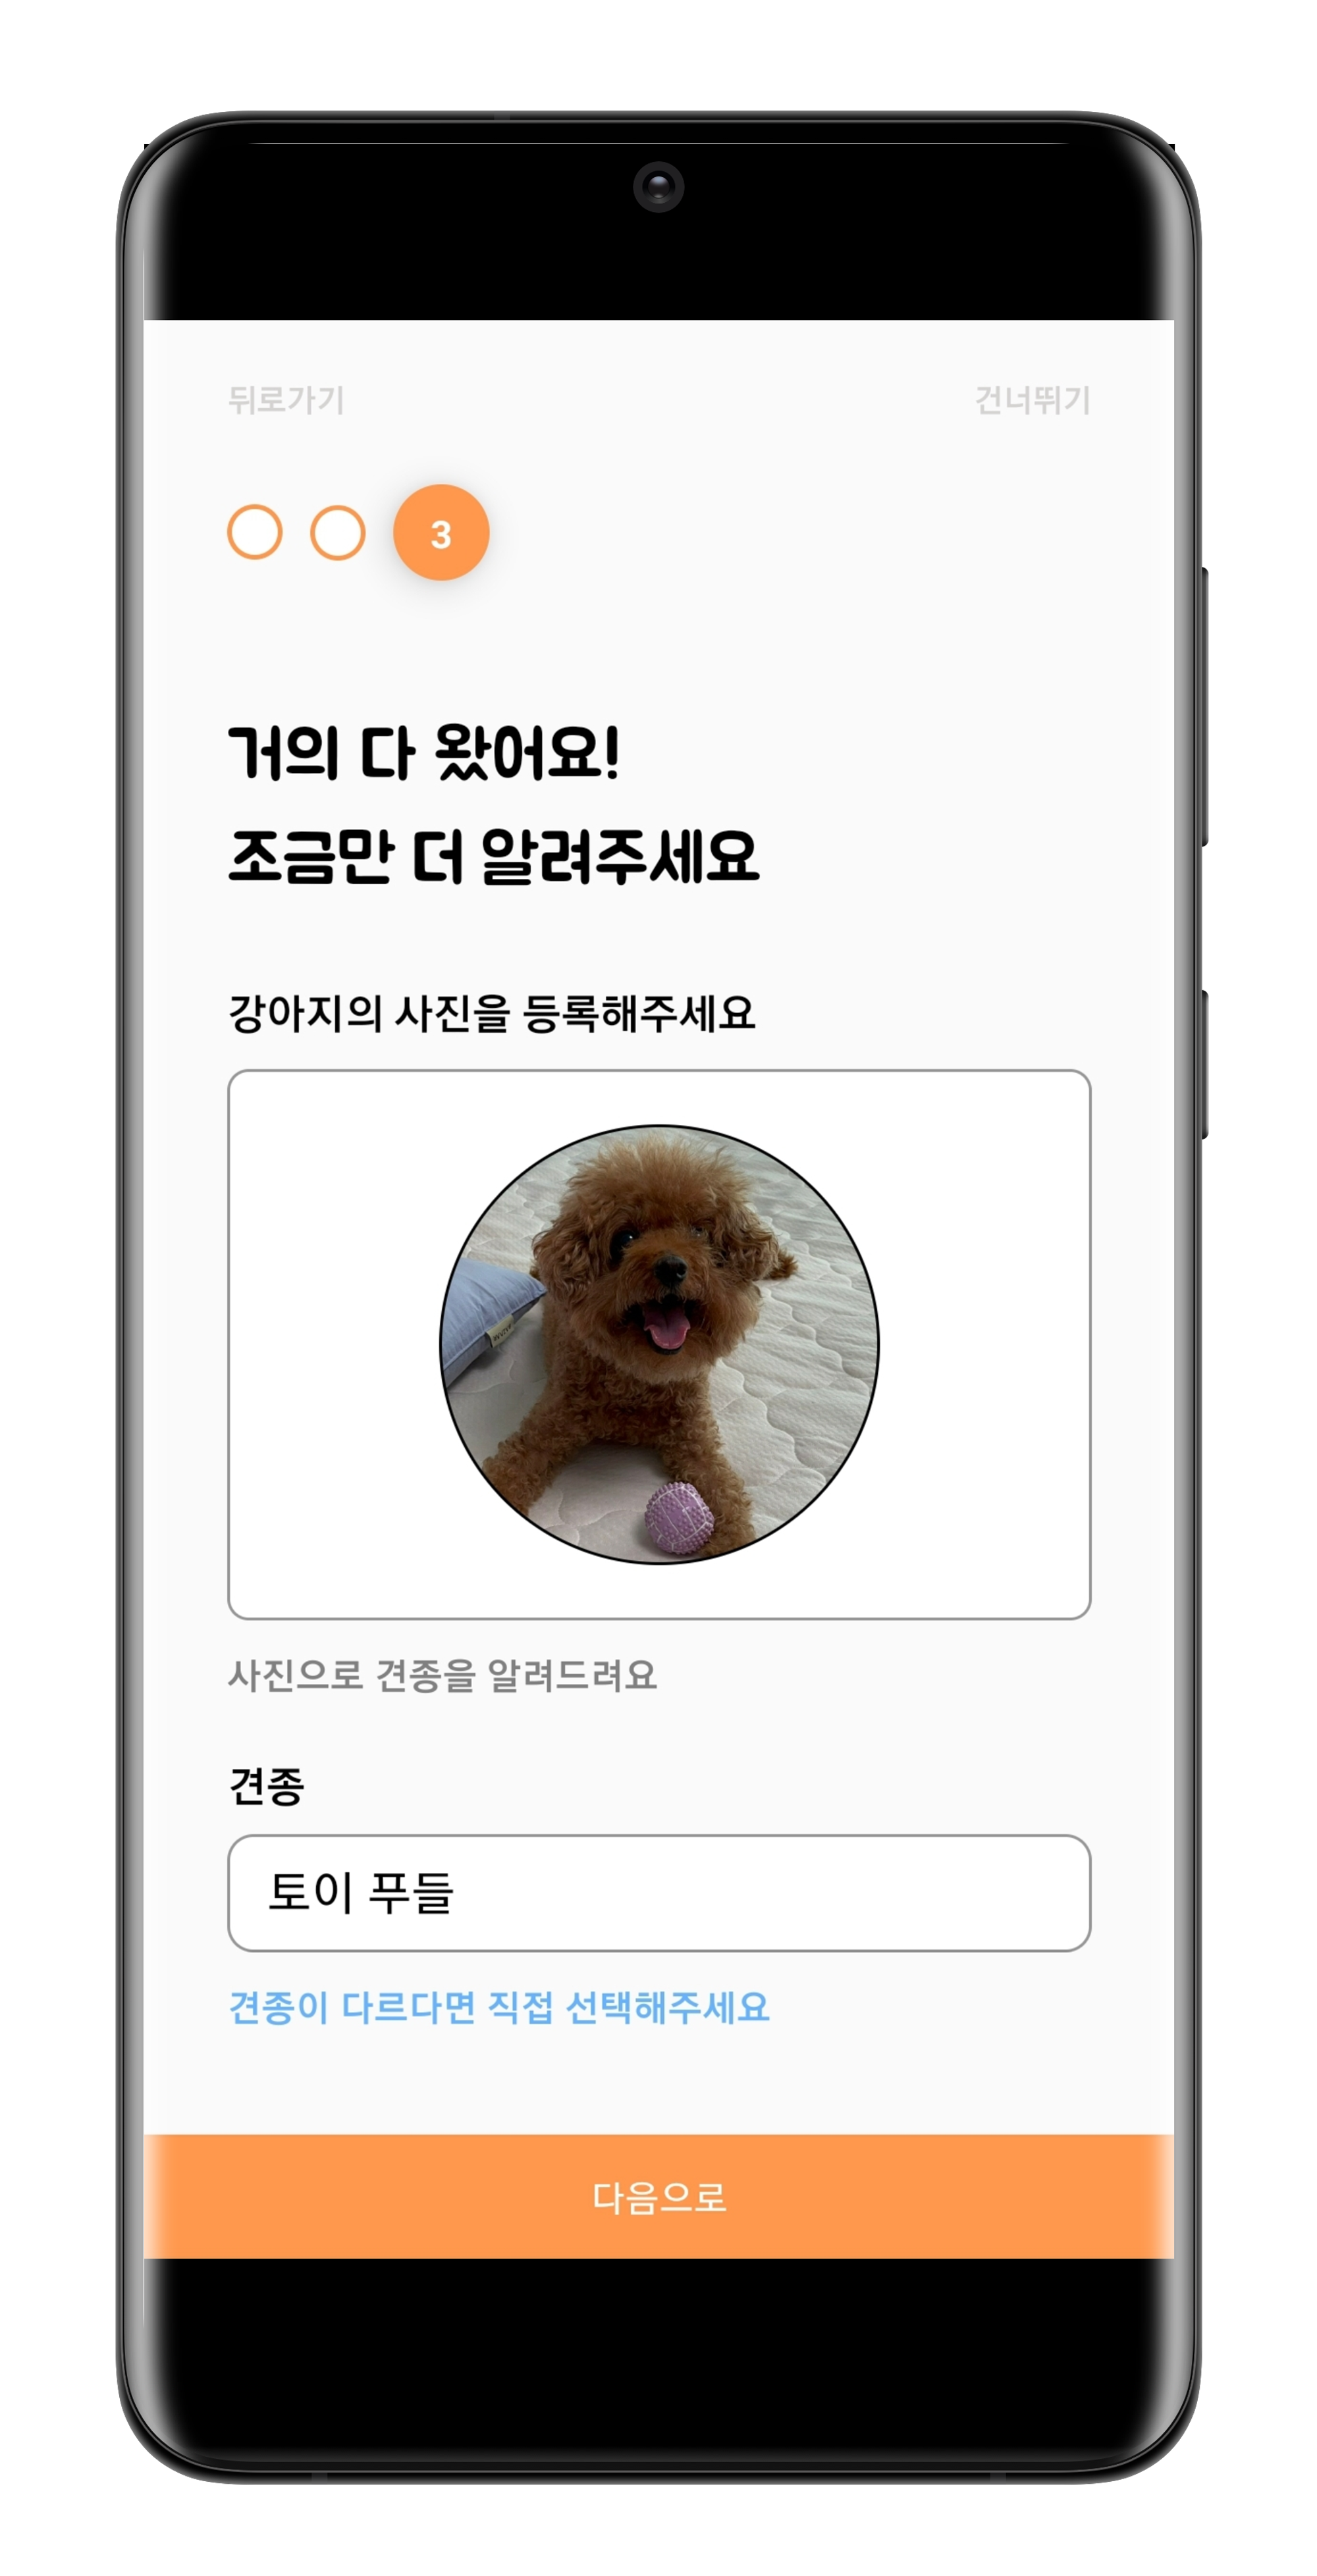 뒤로가기 건너뛰기
3
거의 다 왔어요!
조금만 더 알려주세요
강아지의 사진을 등록해주세요
사진으로 견종을 알려드려요
견종
토이 푸들
견종이 다르다면 직접 선택해주세요
다음으로